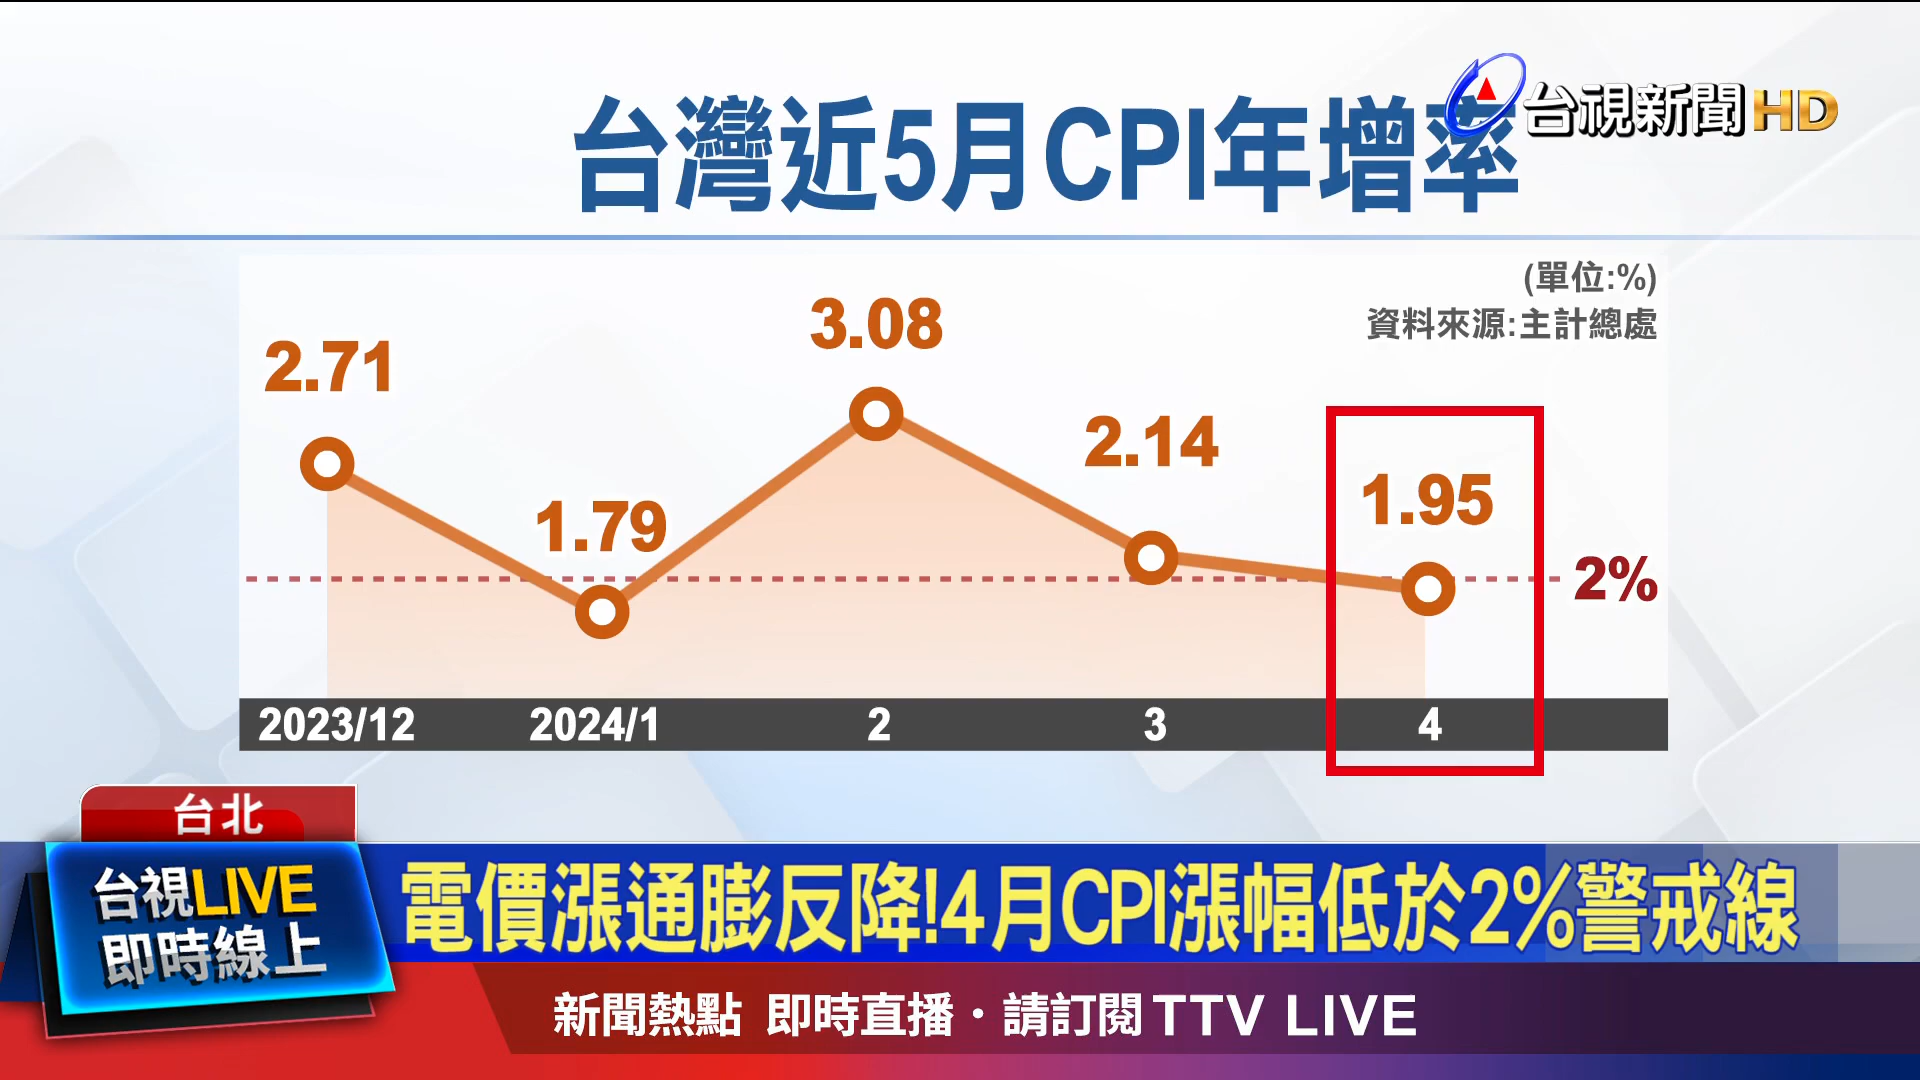 台灣近5月CPI年增率
台視新聞HD
(單位:%)
資料來源:主計總處
2.71
1.79
3.08
2.14
1.95
2%
2023/12 2024/1 2 3 4
台北
台視LIVE
即時線上
電價漲通膨反降!4月CPI漲幅低於2%警戒線
新聞熱點 即時直播・請訂閱TTV LIVE